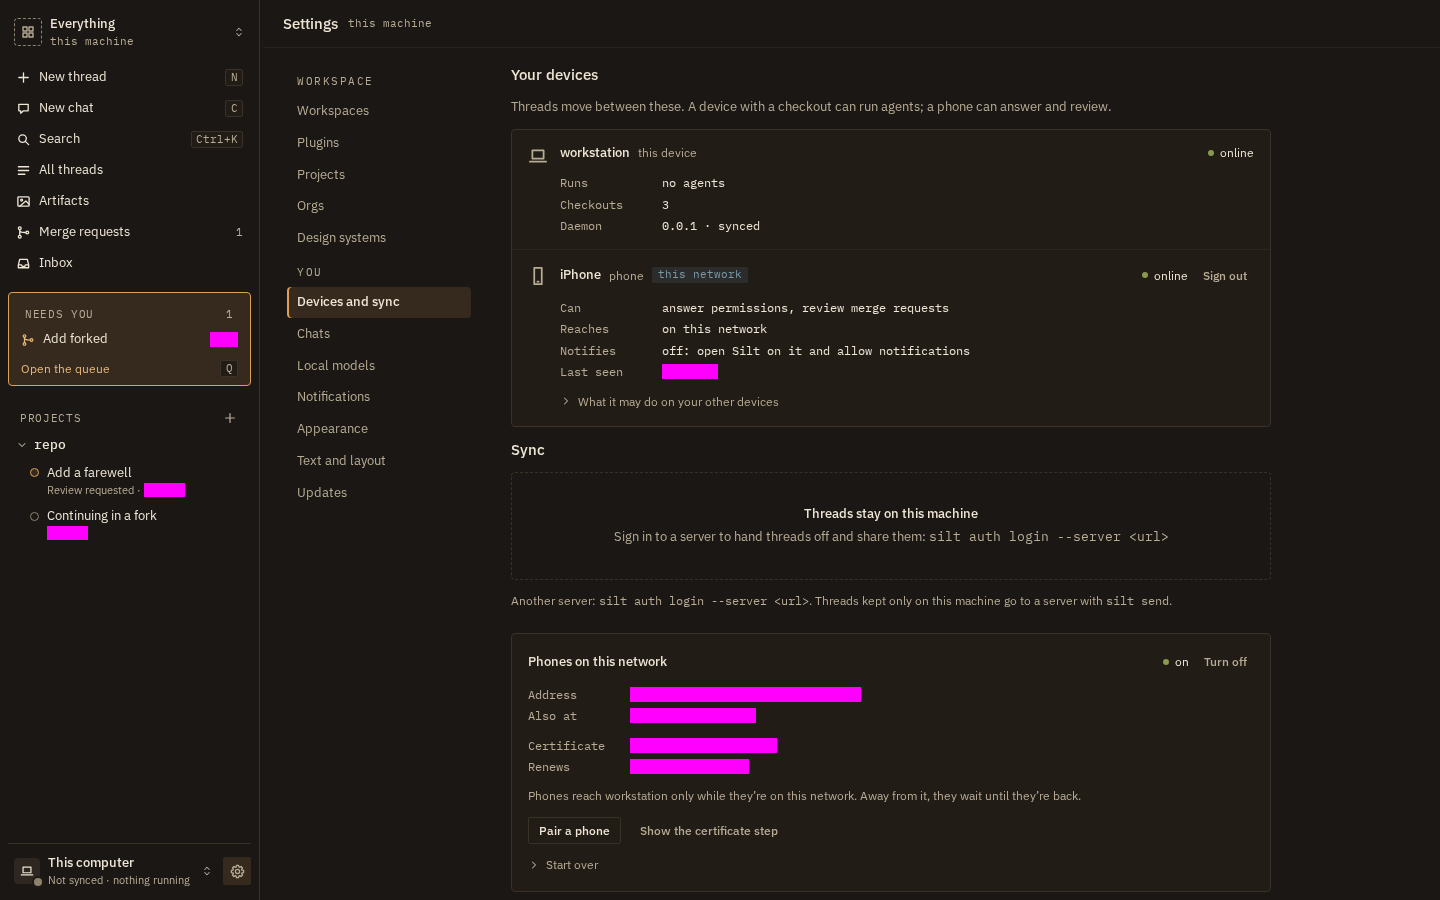 Everything
this machine
New thread N
New chat C
Search Ctrl+K
All threads
Artifacts
Merge requests 1
Inbox
NEEDS YOU 1
Add forked
Open the queue Q
PROJECTS
repo
Add a farewell
Review requested ·
Continuing in a fork
This computer
Not synced · nothing running
Settings this machine
WORKSPACE
Workspaces
Plugins
Projects
Orgs
Design systems
YOU
Devices and sync
Chats
Local models
Notifications
Appearance
Text and layout
Updates
Your devices
Threads move between these. A device with a checkout can run agents; a phone can answer and review.
workstation this device online
Runs no agents
Checkouts 3
Daemon 0.0.1 · synced
iPhone phone this network online Sign out
Can answer permissions, review merge requests
Reaches on this network
Notifies off: open Silt on it and allow notifications
Last seen
What it may do on your other devices
Sync
Threads stay on this machine
Sign in to a server to hand threads off and share them: silt auth login --server <url>
Another server: silt auth login --server <url>. Threads kept only on this machine go to a server with silt send.
Phones on this network on Turn off
Address
Also at
Certificate
Renews
Phones reach workstation only while they’re on this network. Away from it, they wait until they’re back.
Pair a phone Show the certificate step
Start over